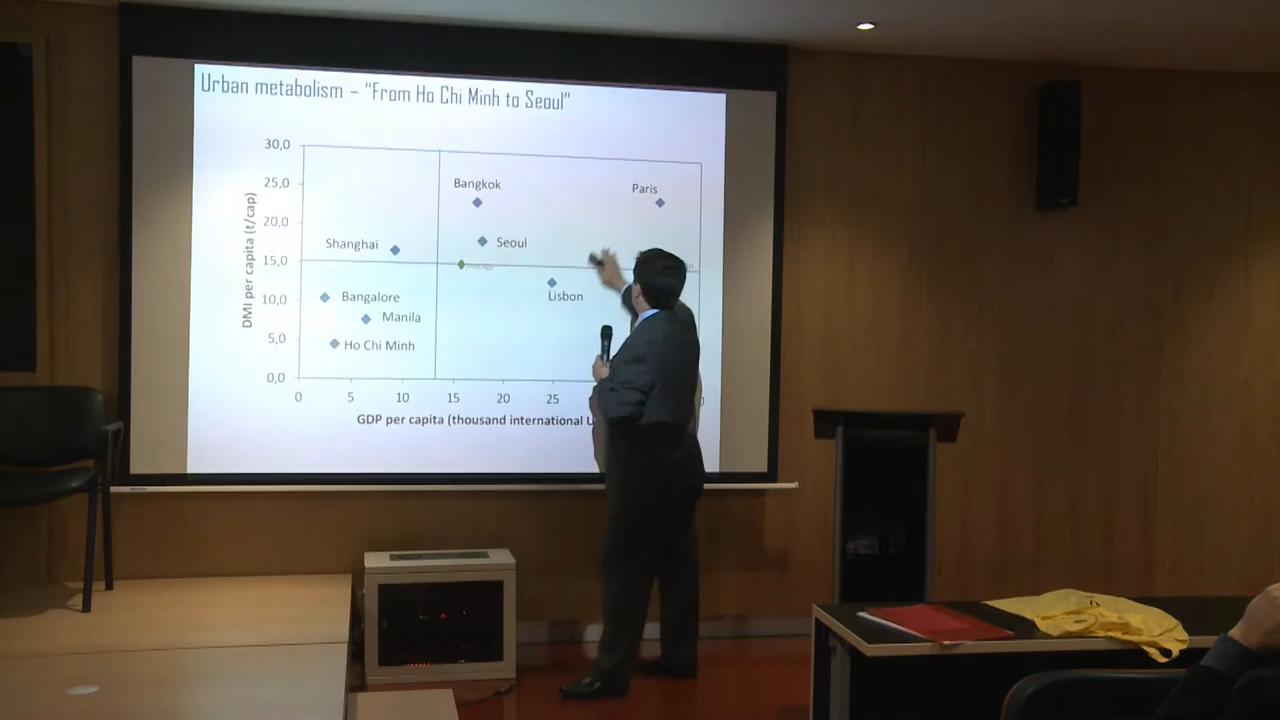 Urban metabolism – “From Ho Chi Minh to Seoul”
30,0
25,0
20,0
15,0
10,0
5,0
0,0
DMI per capita (t/cap)
Bangkok
Paris
Shanghai
Seoul
Average
Lisbon
Bangalore
Manila
Ho Chi Minh
0 5 10 15 20 25
GDP per capita (thousand international